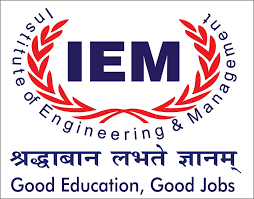 IEM
Institute of Engineering & Management
श्रद्धाबान लभते ज्ञानम्
Good Education, Good Jobs